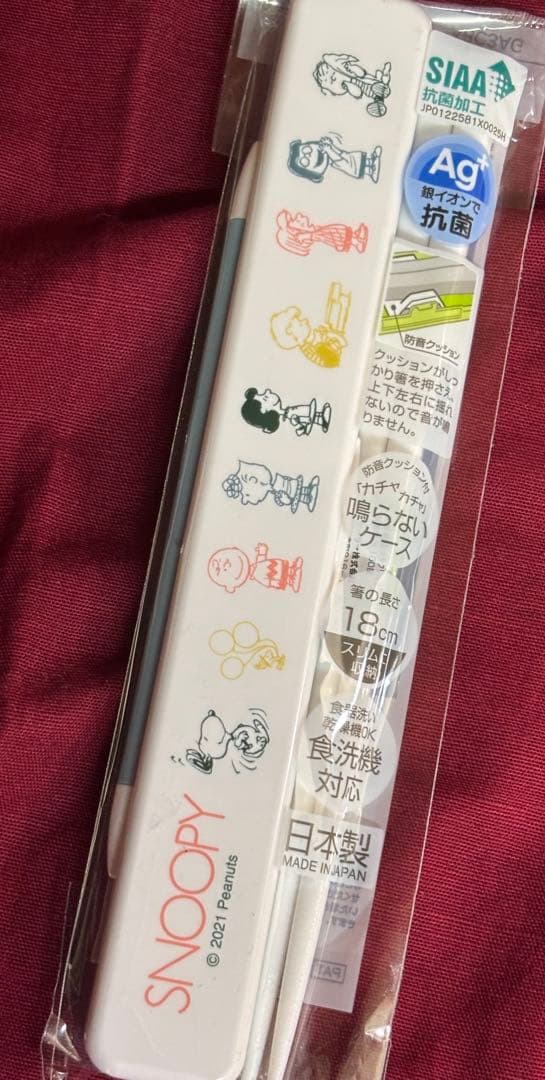 SIAA
抗菌加工
JP0122581X0025H
Ag+
銀イオンで
抗菌
防音クッション
クッションがしっ
かり箸を押さえ、
上下左右に揺れ
ないので音が鳴
りません。
防音クッション付
「カチャカチャ」
鳴らない
ケース
箸の長さ
18cm
スリムに
収納
食器洗い
乾燥機OK
食洗機
対応
日本製
MADE IN JAPAN
SNOOPY
© 2021 Peanuts